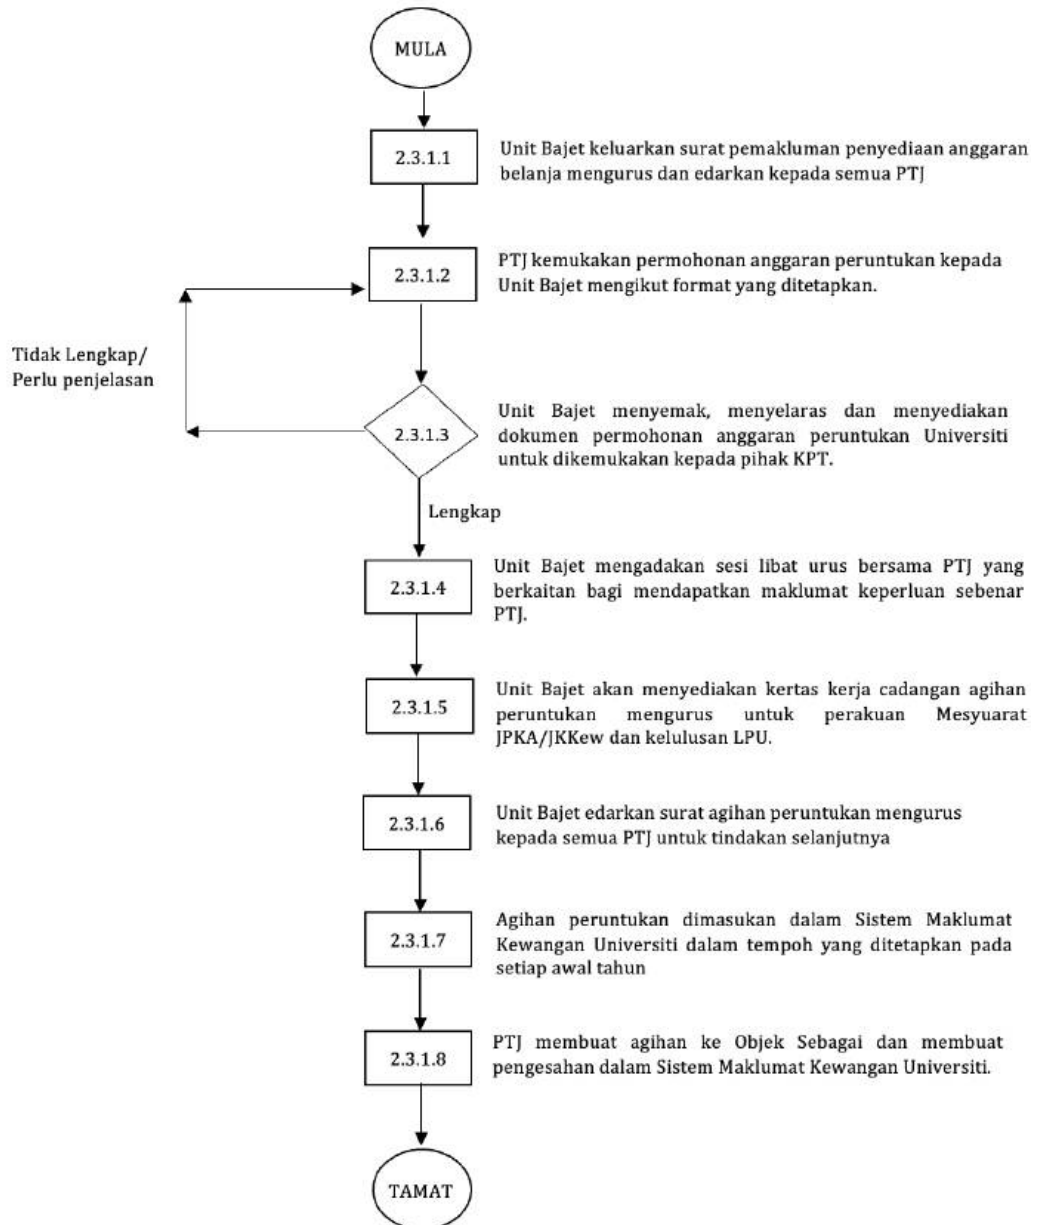 MULA
2.3.1.1
Unit Bajet keluarkan surat pemakluman penyediaan anggaran
belanja mengurus dan edarkan kepada semua PTJ
2.3.1.2
PTJ kemukakan permohonan anggaran peruntukan kepada
Unit Bajet mengikut format yang ditetapkan.
Tidak Lengkap/
Perlu penjelasan
2.3.1.3
Unit Bajet menyemak, menyelaras dan menyediakan
dokumen permohonan anggaran peruntukan Universiti
untuk dikemukakan kepada pihak KPT.
Lengkap
2.3.1.4
Unit Bajet mengadakan sesi libat urus bersama PTJ yang
berkaitan bagi mendapatkan maklumat keperluan sebenar
PTJ.
2.3.1.5
Unit Bajet akan menyediakan kertas kerja cadangan agihan
peruntukan mengurus untuk perakuan Mesyuarat
JPKA/JKKew dan kelulusan LPU.
2.3.1.6
Unit Bajet edarkan surat agihan peruntukan mengurus
kepada semua PTJ untuk tindakan selanjutnya
2.3.1.7
Agihan peruntukan dimasukan dalam Sistem Maklumat
Kewangan Universiti dalam tempoh yang ditetapkan pada
setiap awal tahun
2.3.1.8
PTJ membuat agihan ke Objek Sebagai dan membuat
pengesahan dalam Sistem Maklumat Kewangan Universiti.
TAMAT